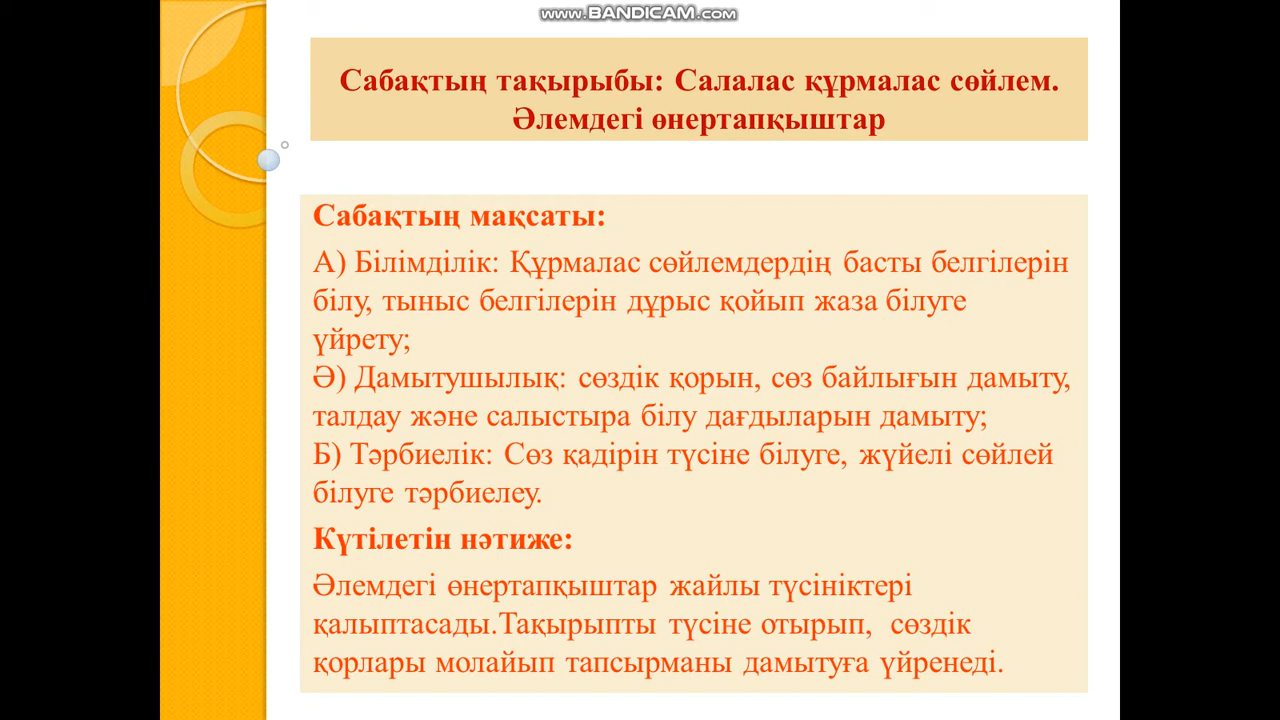 www.BANDICAM.com
Сабақтың тақырыбы: Салалас құрмалас сөйлем.
Әлемдегі өнертапқыштар
Сабақтың мақсаты:
А) Білімділік: Құрмалас сөйлемдердің басты белгілерін
білу, тыныс белгілерін дұрыс қойып жаза білуге
үйрету;
Ә) Дамытушылық: сөздік қорын, сөз байлығын дамыту,
талдау және салыстыра білу дағдыларын дамыту;
Б) Тәрбиелік: Сөз қадірін түсіне білуге, жүйелі сөйлей
білуге тәрбиелеу.
Күтілетін нәтиже:
Әлемдегі өнертапқыштар жайлы түсініктері
қалыптасады.Тақырыпты түсіне отырып, сөздік
қорлары молайып тапсырманы дамытуға үйренеді.